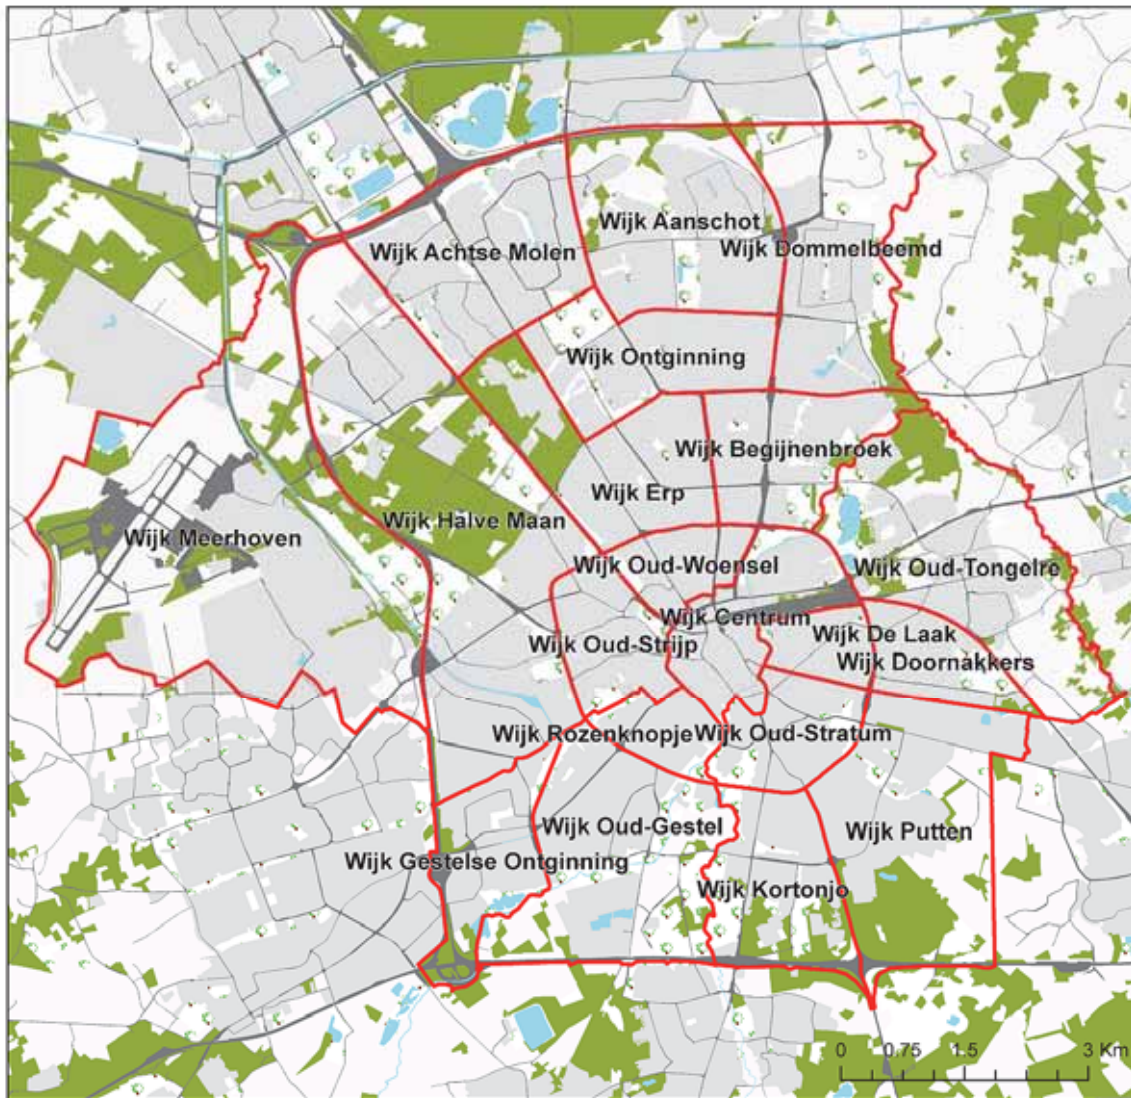 Wijk Aanschot
Wijk Achtse Molen
Wijk Dommelbeemd
Wijk Ontginning
Wijk Begijnenbroek
Wijk Erp
Wijk Halve Maan
Wijk Meerhoven
Wijk Oud-Woensel
Wijk Oud-Tongelre
Wijk Centrum
Wijk De Laak
Wijk Oud-Strijp
Wijk Doornakkers
Wijk Rozenknopje
Wijk Oud-Stratum
Wijk Oud-Gestel
Wijk Putten
Wijk Gestelse Ontginning
Wijk Kortonjo
0 0.75 1.5 3 Km